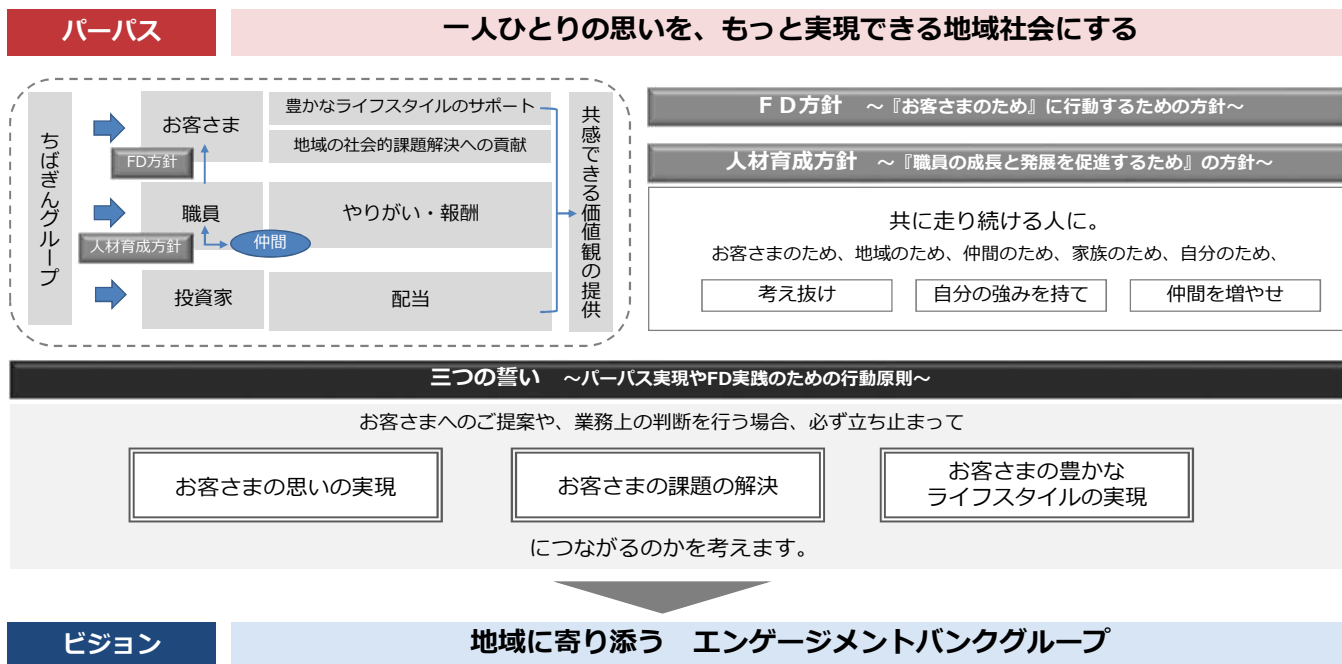 パーパス
一人ひとりの思いを、もっと実現できる地域社会にする
ちばぎんグループ
お客さま
豊かなライフスタイルのサポート
地域の社会的課題解決への貢献
FD方針
職員
やりがい・報酬
人材育成方針
仲間
投資家
配当
共感できる価値観の提供
ＦＤ方針　～『お客さまのため』に行動するための方針～
人材育成方針　～『職員の成長と発展を促進するため』の方針～
共に走り続ける人に。
お客さまのため、地域のため、仲間のため、家族のため、自分のため、
考え抜け
自分の強みを持て
仲間を増やせ
三つの誓い　～パーパス実現やFD実践のための行動原則～
お客さまへのご提案や、業務上の判断を行う場合、必ず立ち止まって
お客さまの思いの実現
お客さまの課題の解決
お客さまの豊かな
ライフスタイルの実現
につながるのかを考えます。
ビジョン
地域に寄り添う　エンゲージメントバンクグループ